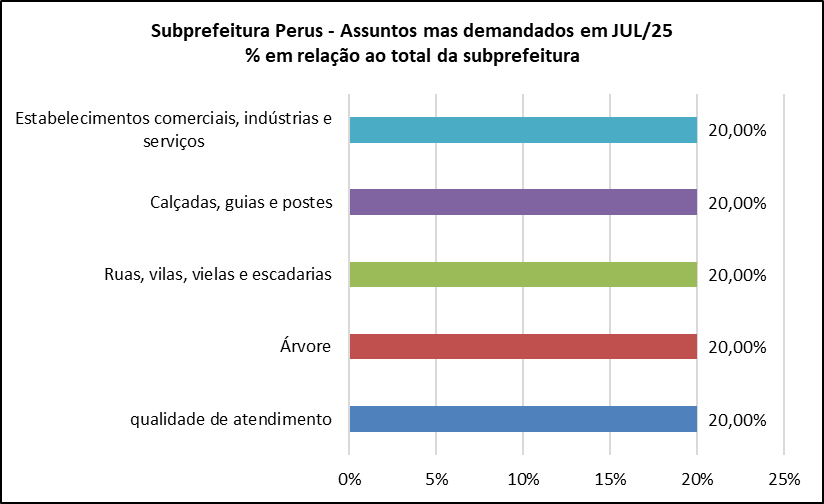 Subprefeitura Perus - Assuntos mas demandados em JUL/25
% em relação ao total da subprefeitura
Estabelecimentos comerciais, indústrias e
serviços
20,00%
Calçadas, guias e postes
20,00%
Ruas, vilas, vielas e escadarias
20,00%
Árvore
20,00%
qualidade de atendimento
20,00%
0% 5% 10% 15% 20% 25%